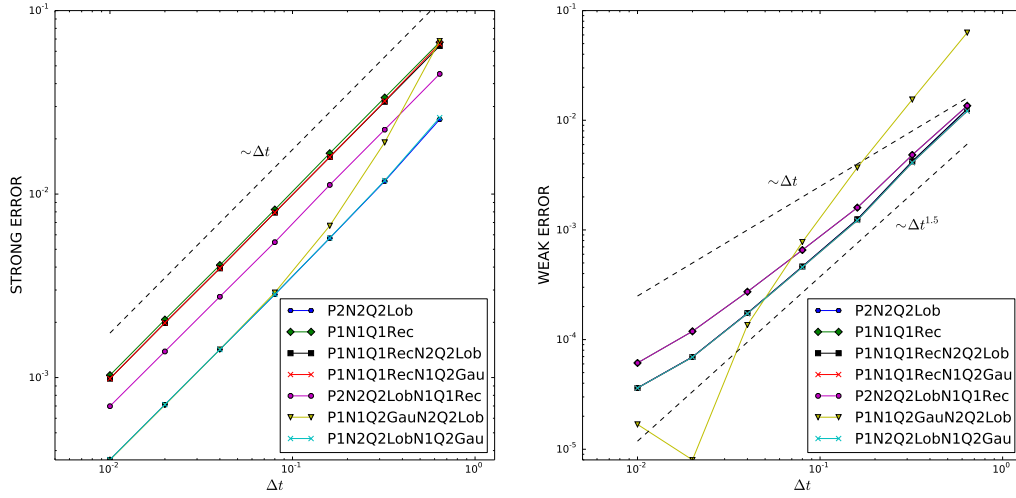 STRONG ERROR
10^-1
10^-2
10^-3
~Δt
P2N2Q2Lob
P1N1Q1Rec
P1N1Q1RecN2Q2Lob
P1N1Q1RecN1Q2Gau
P2N2Q2LobN1Q1Rec
P1N1Q2GauN2Q2Lob
P1N2Q2LobN1Q2Gau
10^-2
10^-1
10^0
Δt
WEAK ERROR
10^-1
10^-2
10^-3
10^-4
10^-5
~Δt
~Δt^1.5
P2N2Q2Lob
P1N1Q1Rec
P1N1Q1RecN2Q2Lob
P1N1Q1RecN1Q2Gau
P2N2Q2LobN1Q1Rec
P1N1Q2GauN2Q2Lob
P1N2Q2LobN1Q2Gau
10^-2
10^-1
10^0
Δt